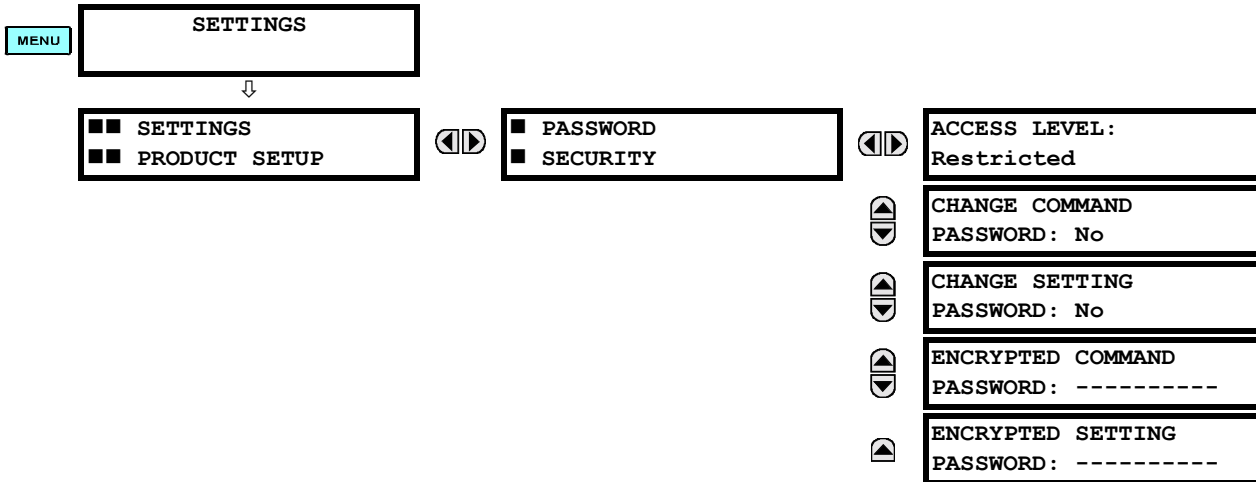 MENU
SETTINGS
■■ SETTINGS
■■ PRODUCT SETUP
■ PASSWORD
■ SECURITY
ACCESS LEVEL:
Restricted
CHANGE COMMAND
PASSWORD: No
CHANGE SETTING
PASSWORD: No
ENCRYPTED COMMAND
PASSWORD: ----------
ENCRYPTED SETTING
PASSWORD: ----------